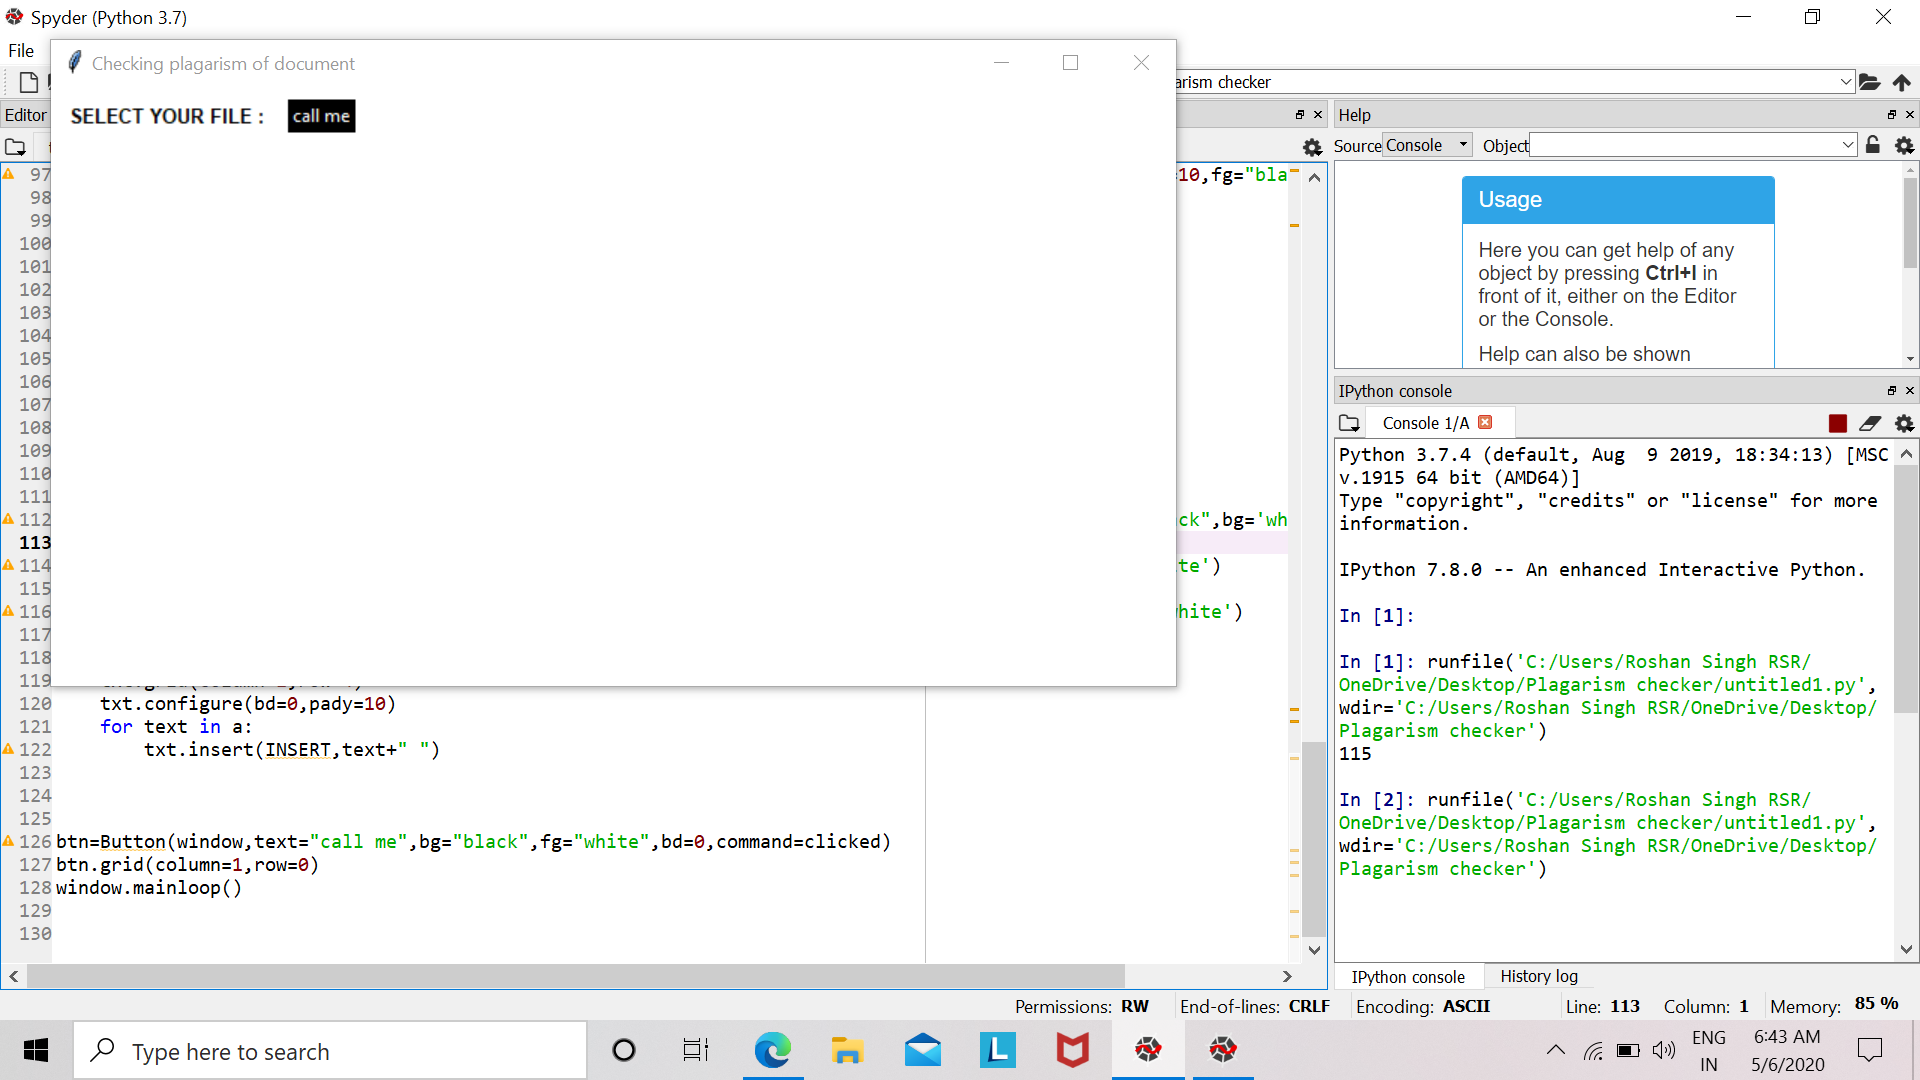 Spyder (Python 3.7)
File
Checking plagarism of document
SELECT YOUR FILE :
call me
arism checker
Editor
Help
Source
Console
Object
97
10,fg="bla
98
99
100
101
102
103
104
105
106
107
108
109
110
111
112
ck",bg='wh
113
114
te')
115
116
white')
117
118
119
120 txt.configure(bd=0,pady=10)
121 for text in a:
122 txt.insert(INSERT,text+" ")
123
124
125
126 btn=Button(window,text="call me",bg="black",fg="white",bd=0,command=clicked)
127 btn.grid(column=1,row=0)
128 window.mainloop()
129
130
Usage
Here you can get help of any
object by pressing Ctrl+I in
front of it, either on the Editor
or the Console.
Help can also be shown
IPython console
Console 1/A
Python 3.7.4 (default, Aug  9 2019, 18:34:13) [MSC
v.1915 64 bit (AMD64)]
Type "copyright", "credits" or "license" for more
information.
IPython 7.8.0 -- An enhanced Interactive Python.
In [1]:
In [1]: runfile('C:/Users/Roshan Singh RSR/
OneDrive/Desktop/Plagarism checker/untitled1.py',
wdir='C:/Users/Roshan Singh RSR/OneDrive/Desktop/
Plagarism checker')
115
In [2]: runfile('C:/Users/Roshan Singh RSR/
OneDrive/Desktop/Plagarism checker/untitled1.py',
wdir='C:/Users/Roshan Singh RSR/OneDrive/Desktop/
Plagarism checker')
IPython console
History log
Permissions: RW
End-of-lines: CRLF
Encoding: ASCII
Line: 113
Column: 1
Memory: 85 %
Type here to search
L
ENG
IN
6:43 AM
5/6/2020